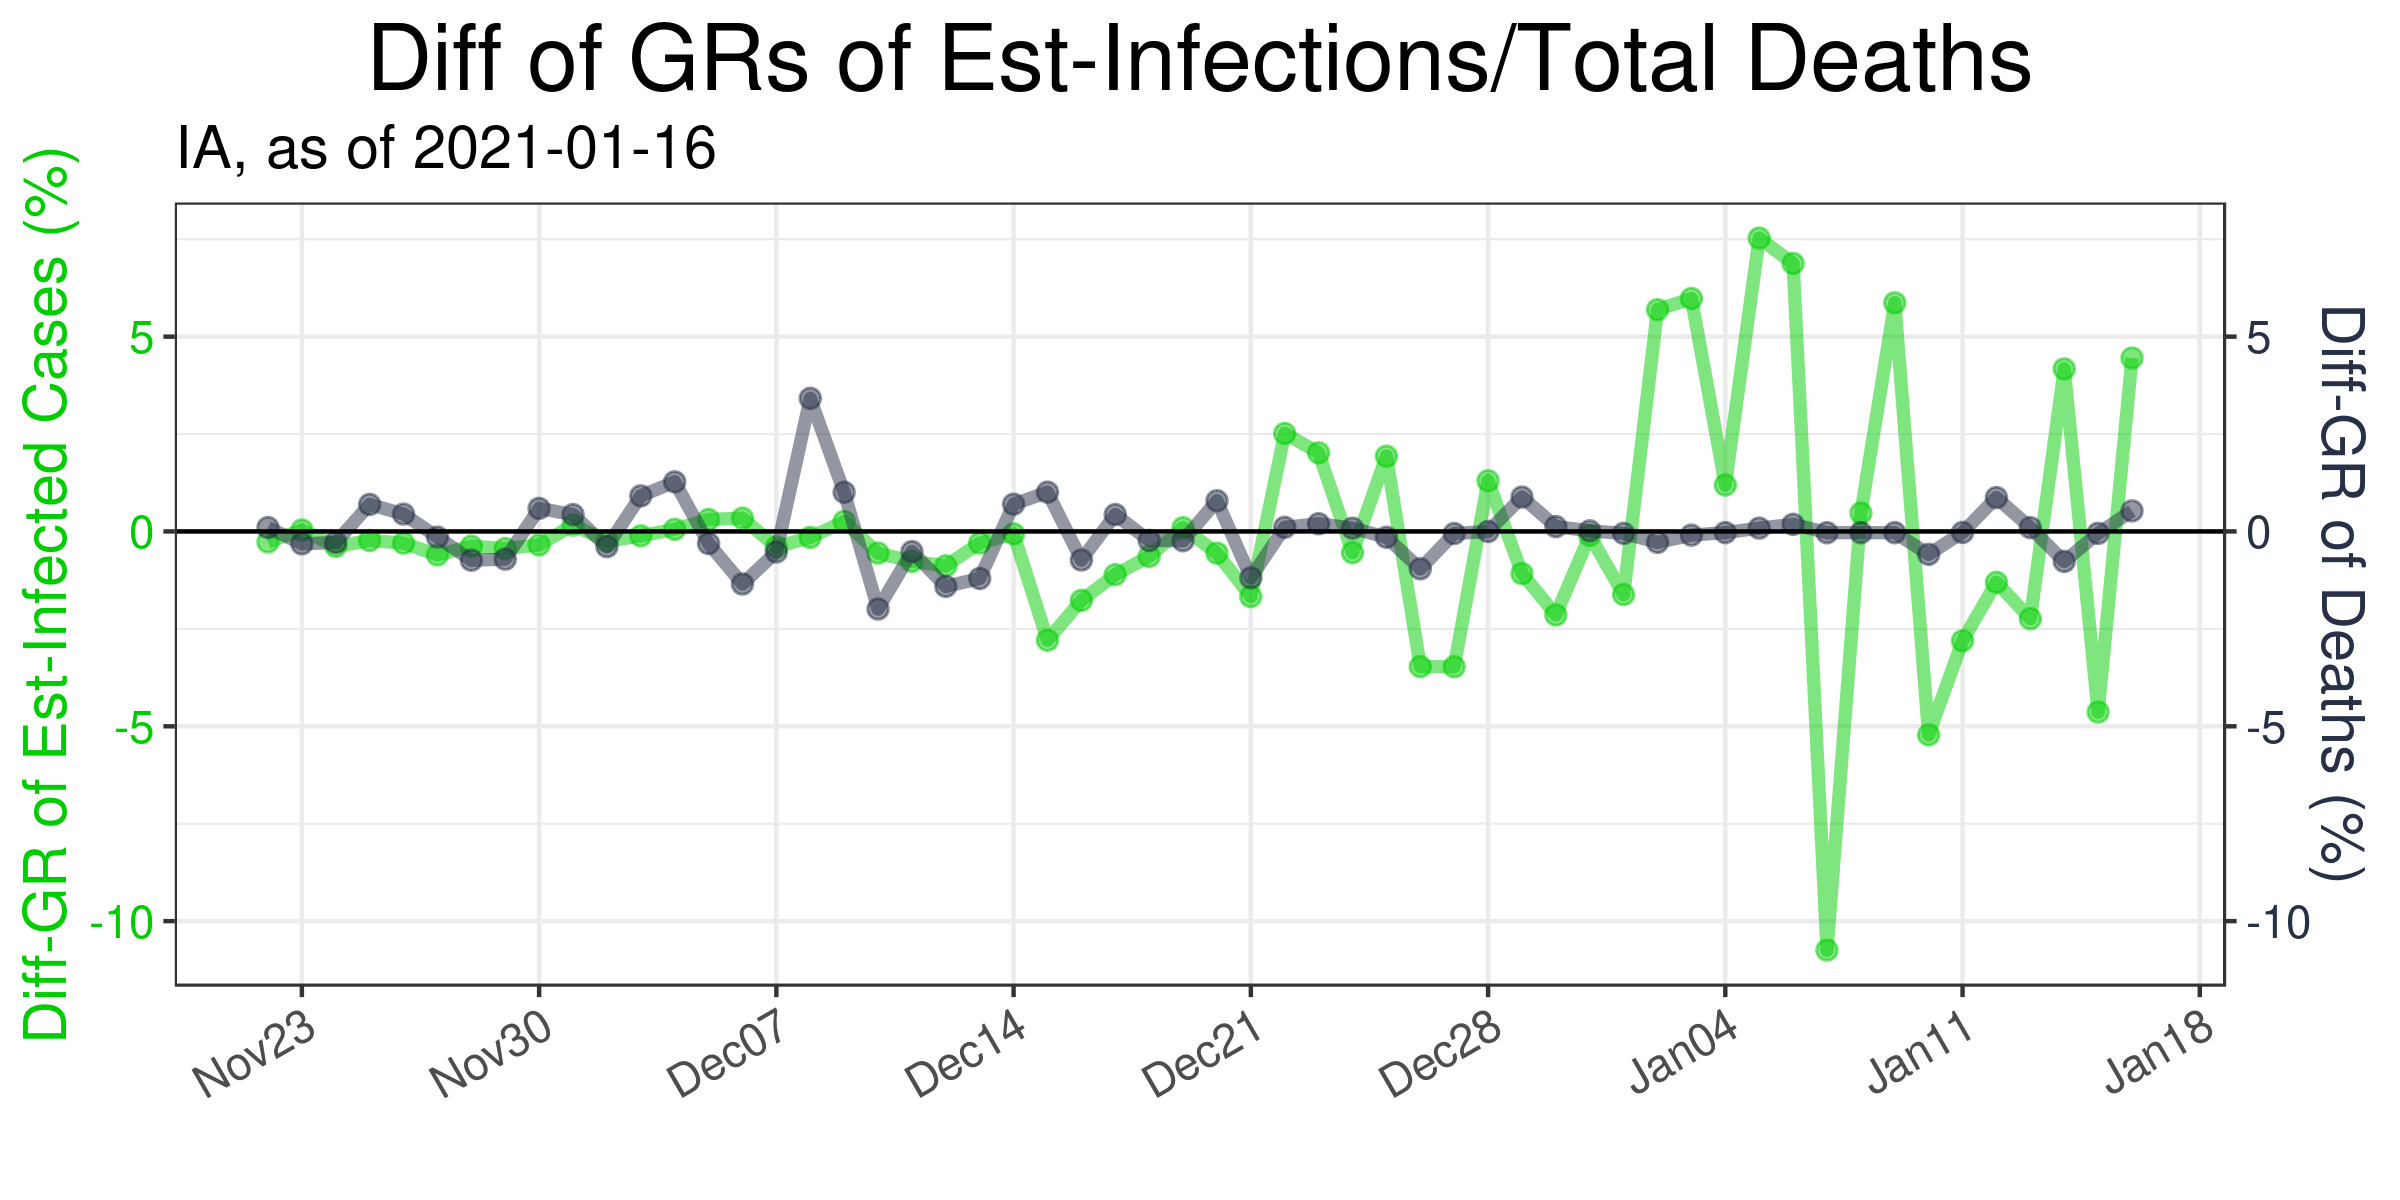 Diff of GRs of Est-Infections/Total Deaths
IA, as of 2021-01-16
Diff-GR of Est-Infected Cases (%)
5
0
-5
-10
5
0
-5
-10
Diff-GR of Deaths (%)
Nov23
Nov30
Dec07
Dec14
Dec21
Dec28
Jan04
Jan11
Jan18